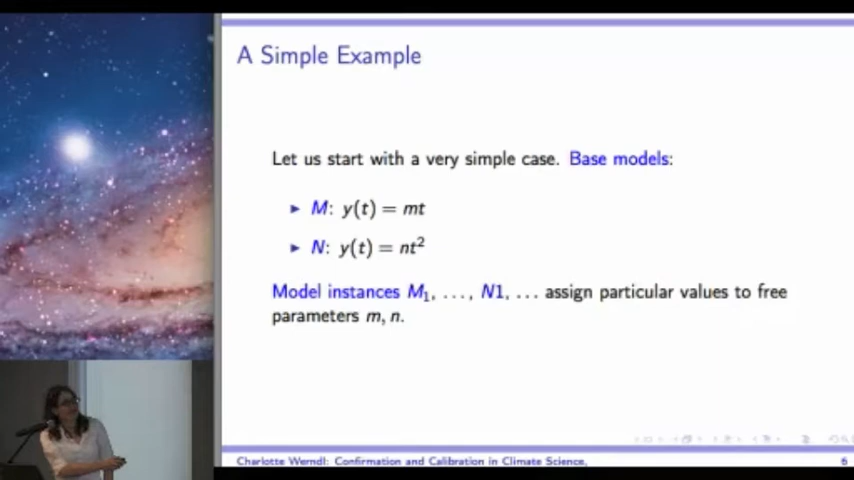 A Simple Example
Let us start with a very simple case. Base models:
► M: y(t) = mt
► N: y(t) = nt²
Model instances M₁, ..., N1, ... assign particular values to free
parameters m, n.
Charlotte Werndl: Confirmation and Calibration in Climate Science,
6